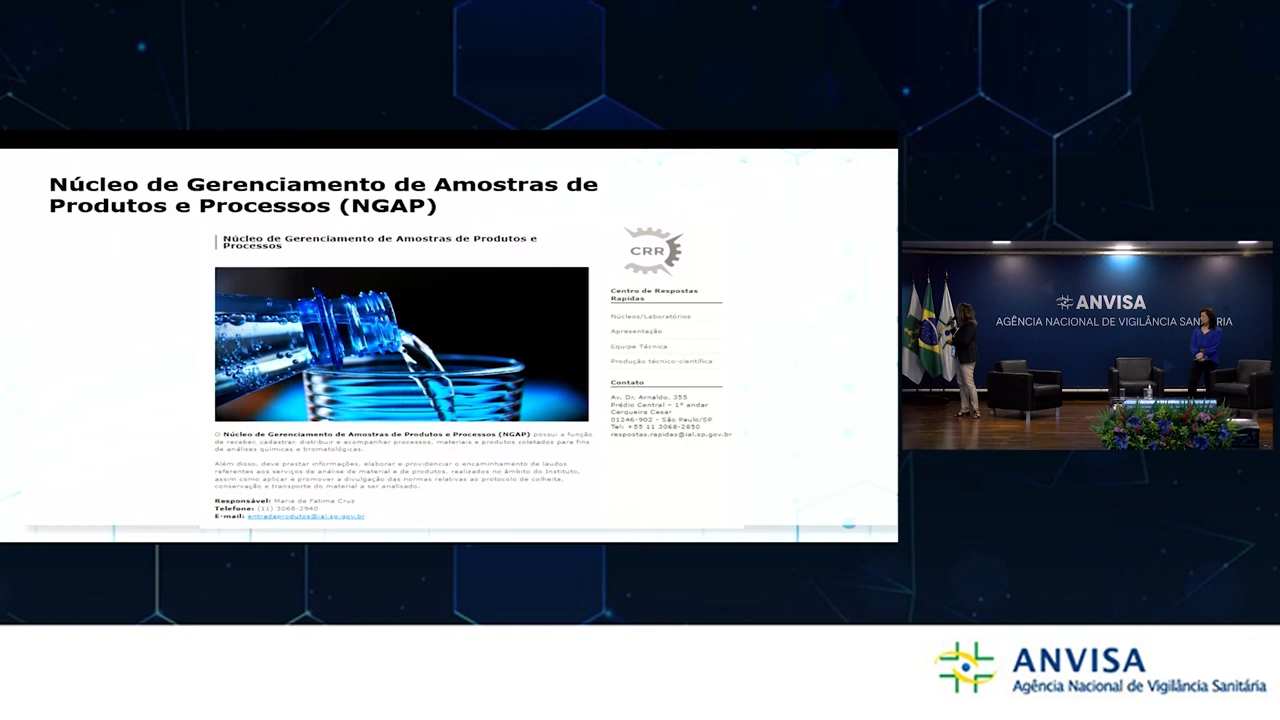 Núcleo de Gerenciamento de Amostras de
Produtos e Processos (NGAP)
Núcleo de Gerenciamento de Amostras de Produtos e
Processos
O Núcleo de Gerenciamento de Amostras de Produtos e Processos (NGAP) possui a função
de receber, cadastrar, distribuir e acompanhar processos, materiais e produtos coletados para fins
de análises químicas e bromatológicas.
Além disso, deve prestar informações, elaborar e providenciar o encaminhamento de laudos
referentes aos serviços de análise de material e de produtos, realizados no âmbito do Instituto,
assim como aplicar e promover a divulgação das normas relativas ao protocolo de colheita,
conservação e transporte do material a ser analisado.
Responsável: Maria de Fatima Cruz
Telefone: (11) 3068-2940
E-mail: entradaprodutos@ial.sp.gov.br
CRR
Centro de Respostas
Rapidas
Núcleos/Laboratórios
Apresentação
Equipe Técnica
Produção técnico-científica
Contato
Av. Dr. Arnaldo, 355
Prédio Central – 1º andar
Cerqueira Cesar
01246-902 – São Paulo/SP
Tel: +55 11 3068-2850
respostas.rapidas@ial.sp.gov.br
ANVISA
AGÊNCIA NACIONAL DE VIGILÂNCIA SANITÁRIA
ANVISA
Agência Nacional de Vigilância Sanitária